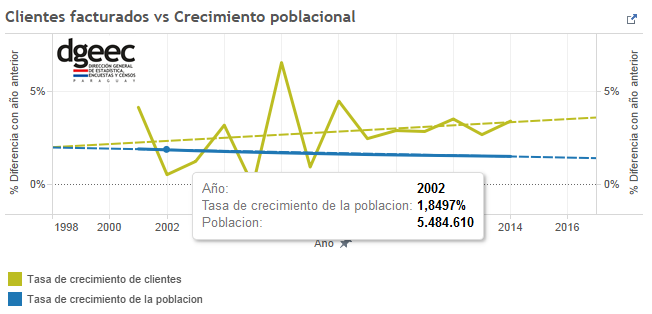 Clientes facturados vs Crecimiento poblacional
dgeec
DIRECCIÓN GENERAL
DE ESTADÍSTICA,
ENCUESTAS Y CENSOS
PARAGUAY
% Diferencia con año anterior
5%
0%
5%
0%
% Diferencia con año anterior
Año: 2002
Tasa de crecimiento de la poblacion: 1,8497%
Poblacion: 5.484.610
1998 2000 2002 2014 2016
Año
Tasa de crecimiento de clientes
Tasa de crecimiento de la poblacion